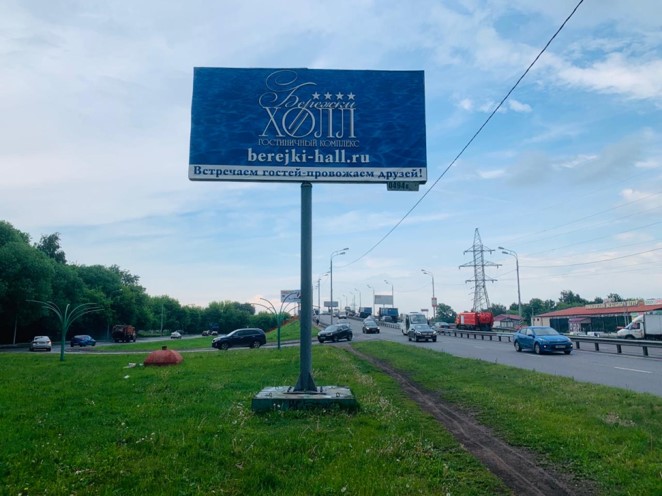 Бережки
ХОЛЛ
ГОСТИНИЧНЫЙ КОМПЛЕКС
berejki-hall.ru
Встречаем гостей-провожаем друзей!